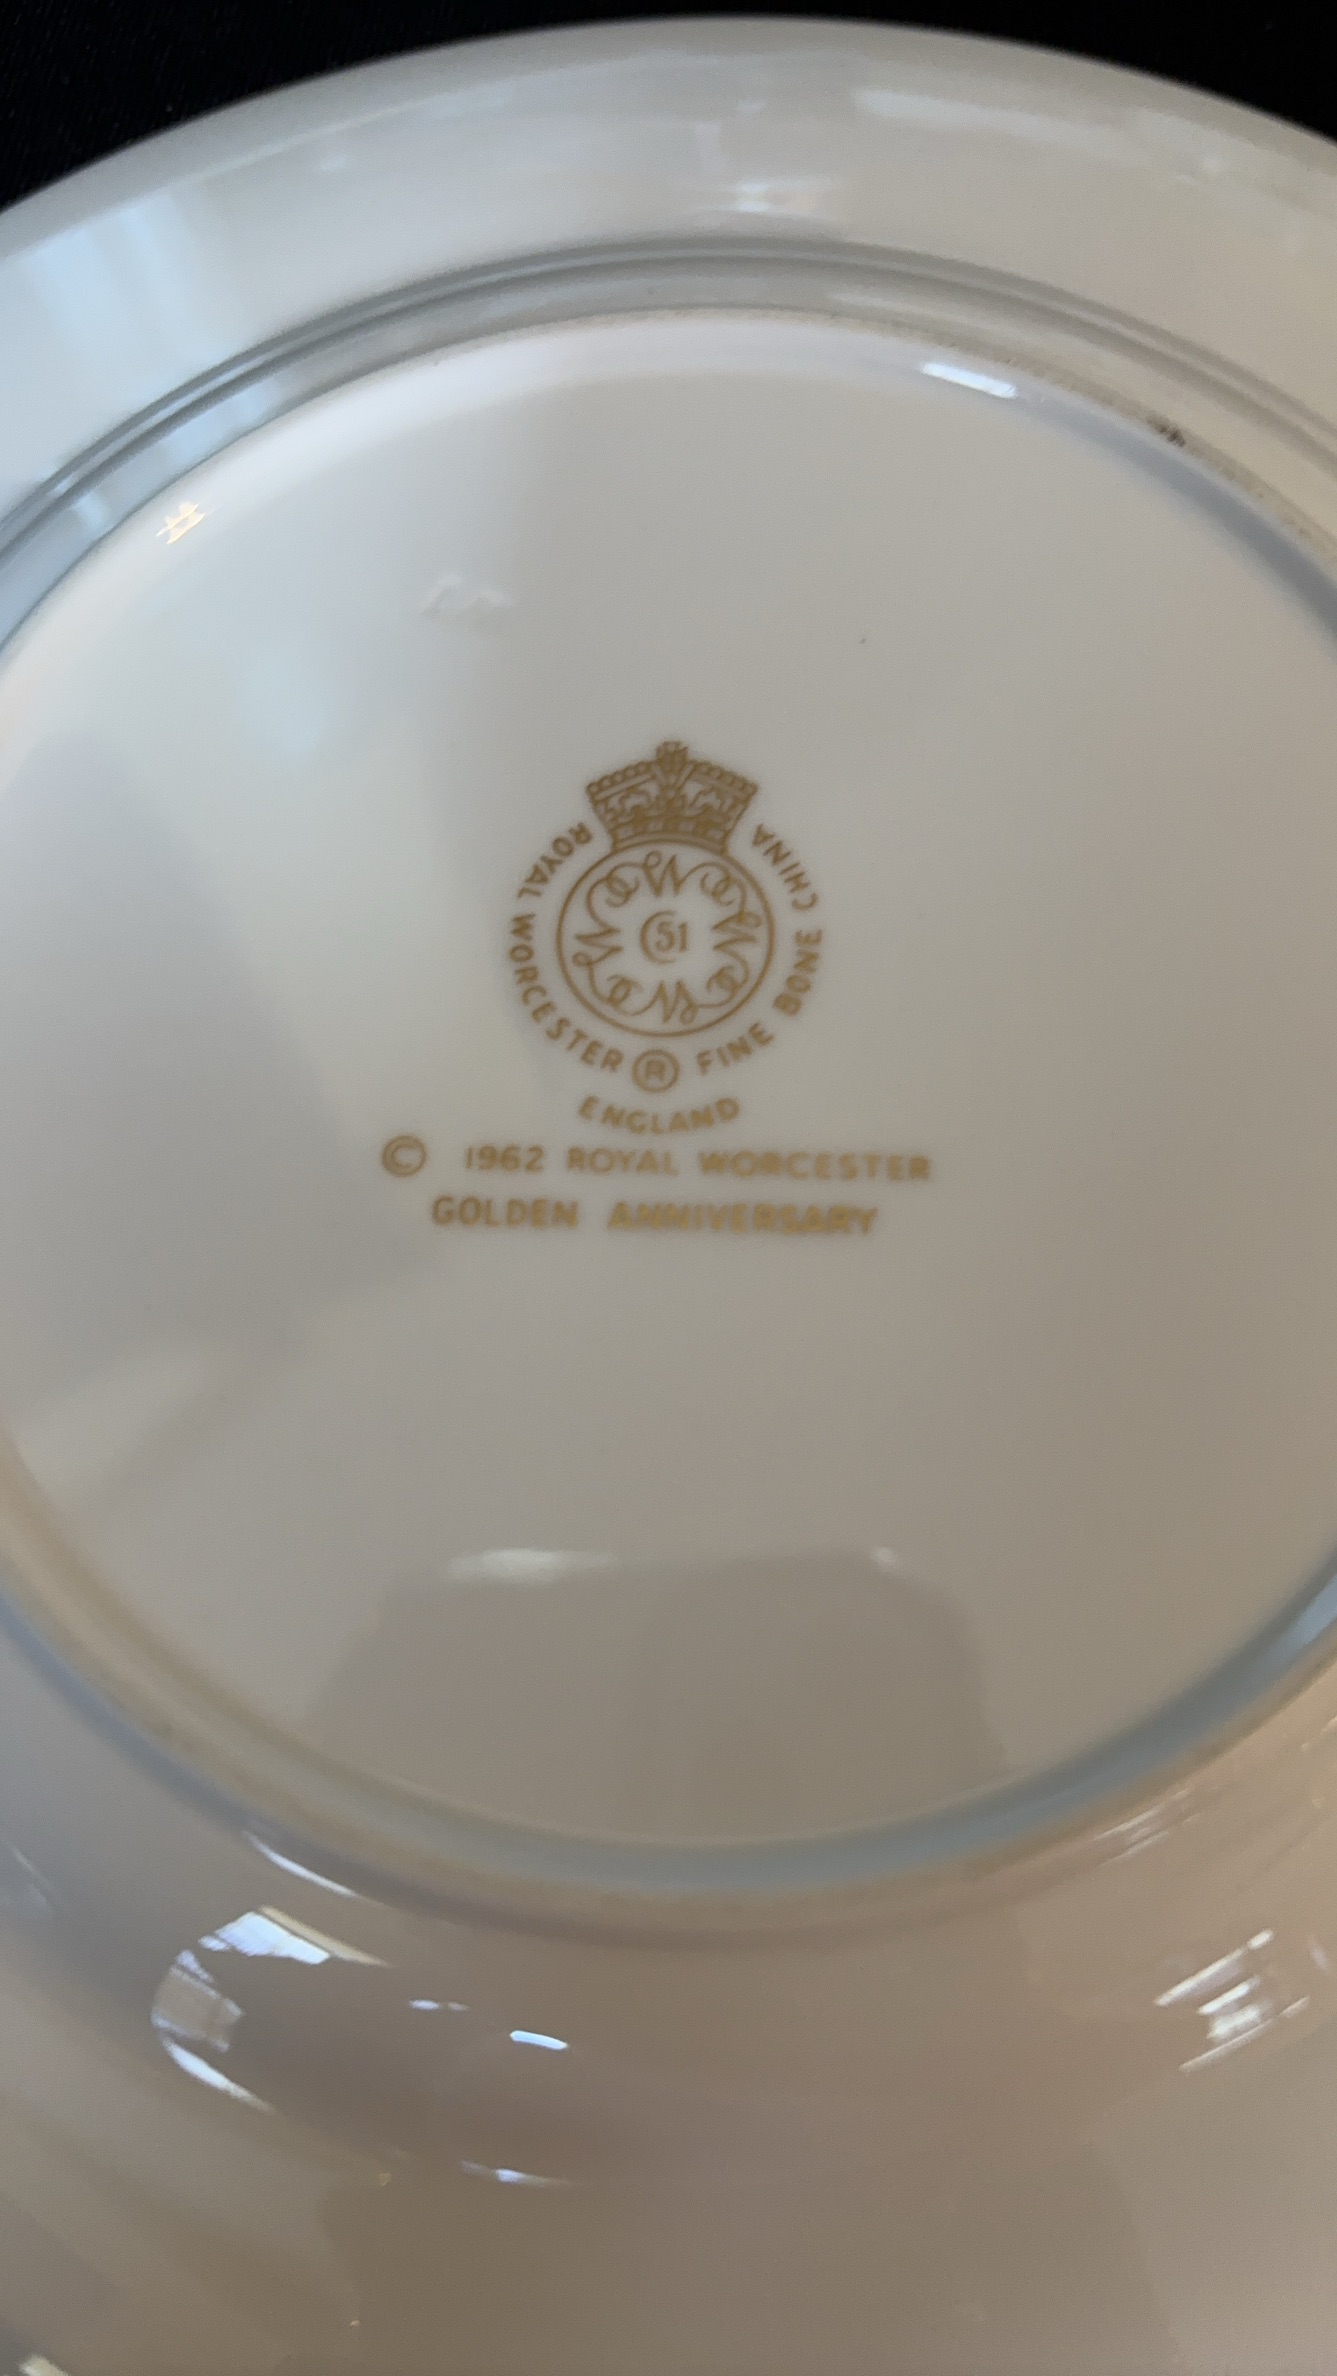 ROYAL WORCESTER ® FINE BONE CHINA
51
ENGLAND
© 1962 ROYAL WORCESTER
GOLDEN ANNIVERSARY